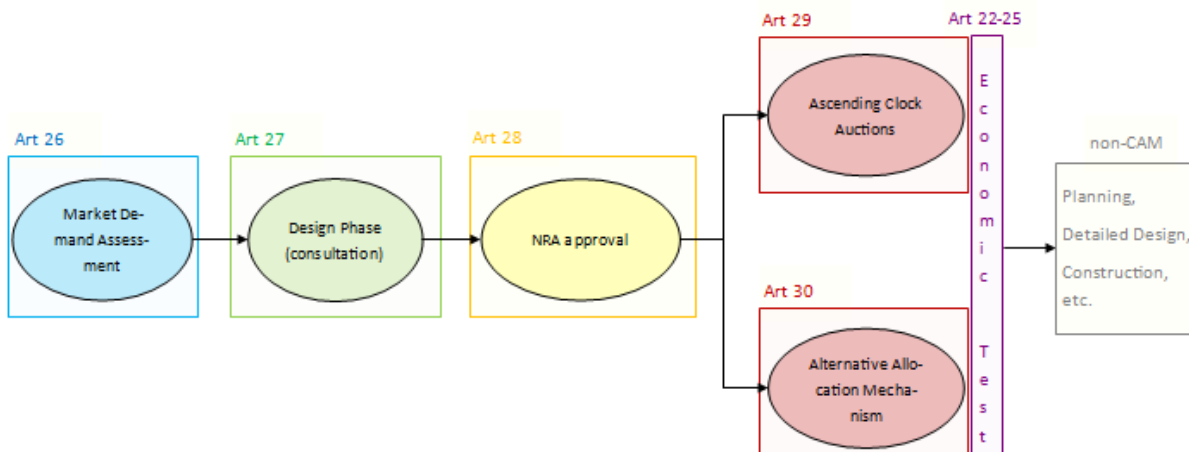 Art 26
Market De-
mand Assess-
ment
Art 27
Design Phase
(consultation)
Art 28
NRA approval
Art 29
Ascending Clock
Auctions
Art 30
Alternative Allo-
cation Mecha-
nism
Art 22-25
Economic Test
non-CAM
Planning,
Detailed Design,
Construction,
etc.